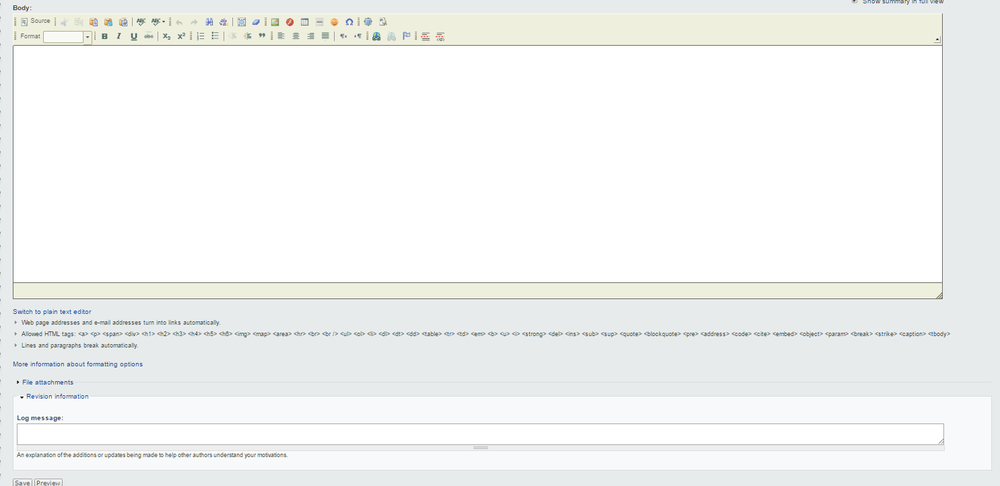 Show summary in full view
Body:
Source ABC ABC
Format B I U abc X2 X2
Switch to plain text editor
Web page addresses and e-mail addresses turn into links automatically.
Allowed HTML tags: <a> <p> <span> <div> <h1> <h2> <h3> <h4> <h5> <h6> <img> <map> <area> <hr> <br> <br /> <ul> <ol> <li> <dl> <dt> <dd> <table> <tr> <td> <em> <b> <u> <i> <strong> <del> <ins> <sub> <sup> <quote> <blockquote> <pre> <address> <code> <cite> <embed> <object> <param> <break> <strike> <caption> <tbody>
Lines and paragraphs break automatically.
More information about formatting options
File attachments
Revision information
Log message:
An explanation of the additions or updates being made to help other authors understand your motivations.
Save Preview